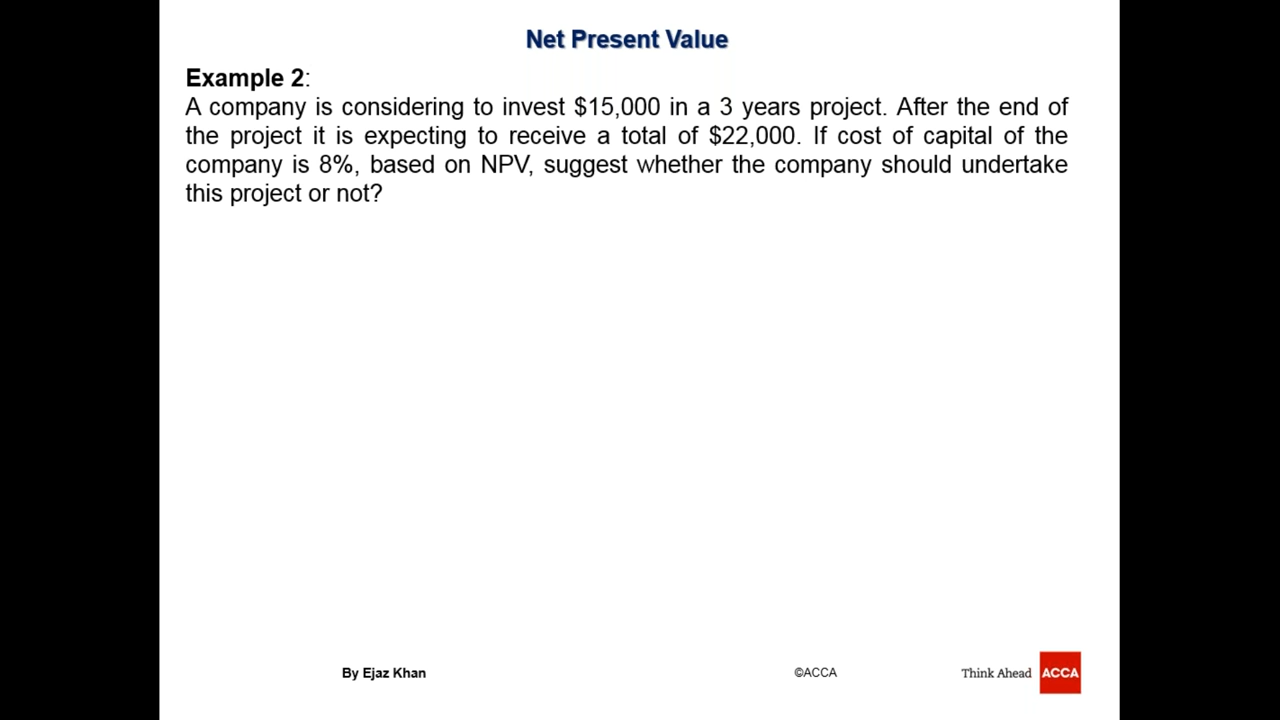 Net Present Value
Example 2:
A company is considering to invest $15,000 in a 3 years project. After the end of
the project it is expecting to receive a total of $22,000. If cost of capital of the
company is 8%, based on NPV, suggest whether the company should undertake
this project or not?
By Ejaz Khan
©ACCA
Think Ahead
ACCA